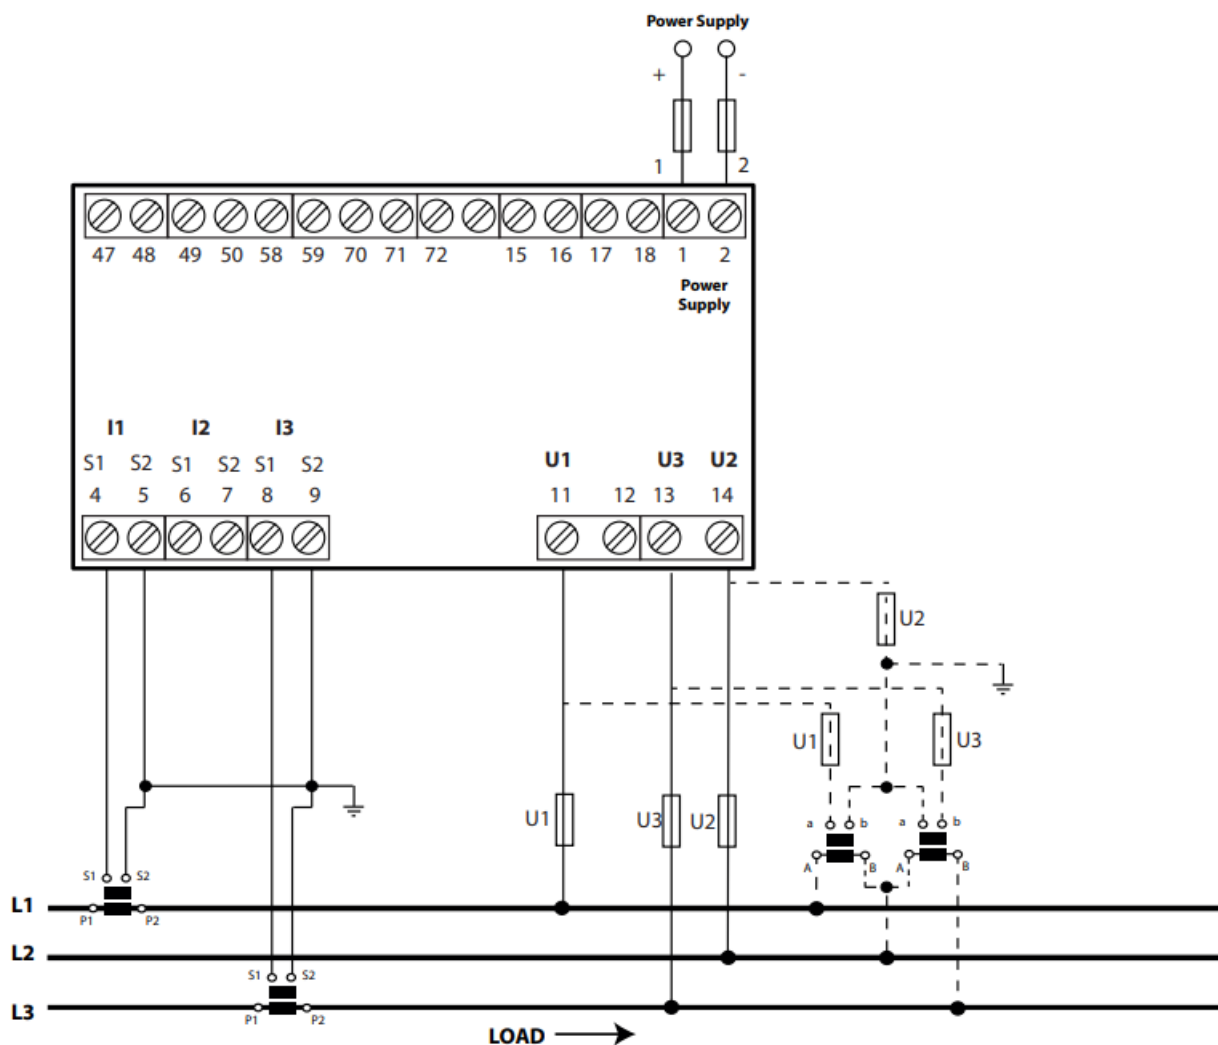 Power Supply
+ -
1 2
47 48 49 50 58 59 70 71 72 15 16 17 18 1 2
Power
Supply
I1 I2 I3
S1 S2 S1 S2 S1 S2
4 5 6 7 8 9
U1 U3 U2
11 12 13 14
U2
U1 U3
U1 U3 U2
a b a b
A B A B
S1 S2
L1
P1 P2
L2
S1 S2
L3
P1 P2
LOAD